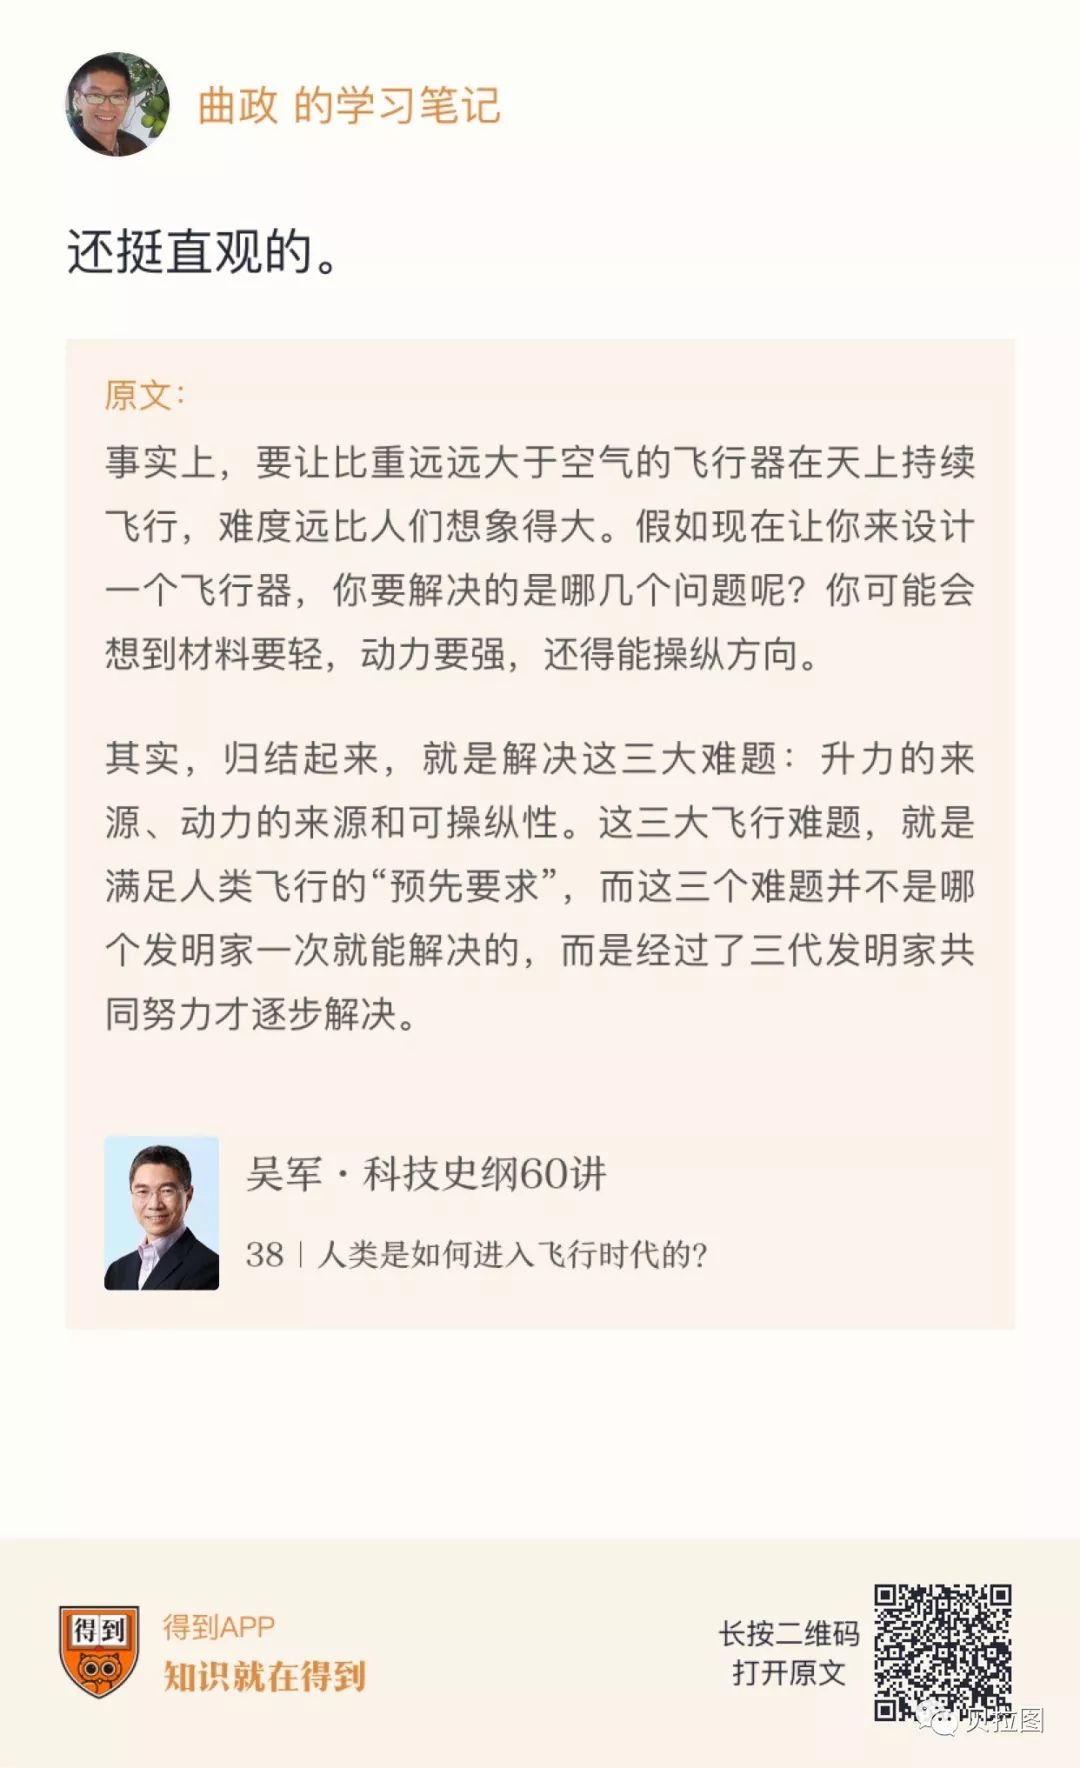 曲政 的学习笔记
还挺直观的。
原文：
事实上，要让比重远远大于空气的飞行器在天上持续
飞行，难度远比人们想象得大。假如现在让你来设计
一个飞行器，你要解决的是哪几个问题呢？你可能会
想到材料要轻，动力要强，还得能操纵方向。
其实，归结起来，就是解决这三大难题：升力的来
源、动力的来源和可操纵性。这三大飞行难题，就是
满足人类飞行的“预先要求”，而这三个难题并不是哪
个发明家一次就能解决的，而是经过了三代发明家共
同努力才逐步解决。
吴军·科技史纲60讲
38｜人类是如何进入飞行时代的？
得到
得到APP
知识就在得到
长按二维码
打开原文
贝拉图